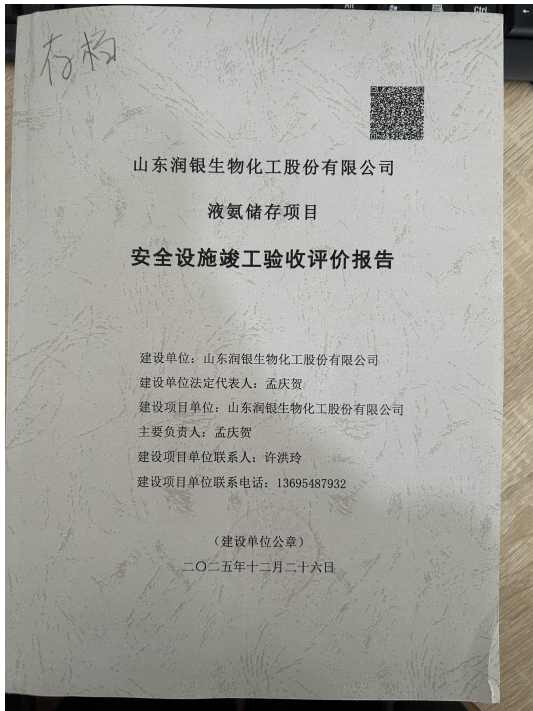 存档
山东润银生物化工股份有限公司
液氨储存项目
安全设施竣工验收评价报告
建设单位：山东润银生物化工股份有限公司
建设单位法定代表人：孟庆贺
建设项目单位：山东润银生物化工股份有限公司
主要负责人：孟庆贺
建设项目单位联系人：许洪玲
建设项目单位联系电话：13695487932
（建设单位公章）
二〇二五年十二月二十六日